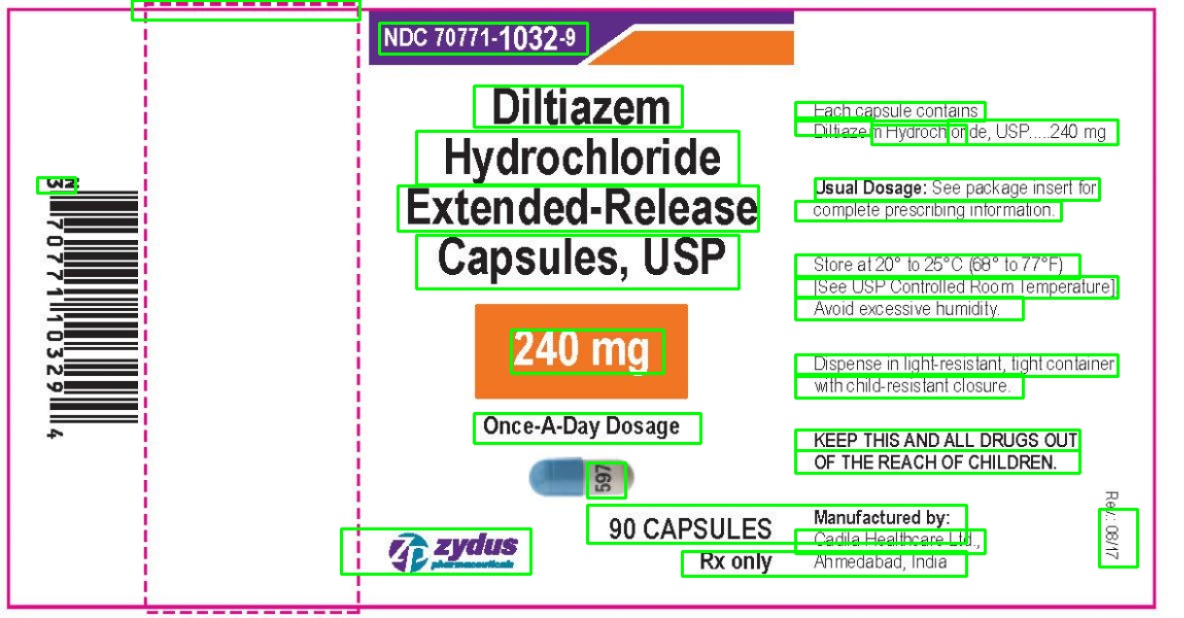 NDC 70771-1032-9
Diltiazem
Hydrochloride
Extended-Release
Capsules, USP
240 mg
Once-A-Day Dosage
597
90 CAPSULES
Rx only
zydus
pharmaceuticals
Each capsule contains
Diltiazem Hydrochloride, USP.....240 mg
Usual Dosage: See package insert for
complete prescribing information.
Store at 20° to 25°C (68° to 77°F)
[See USP Controlled Room Temperature]
Avoid excessive humidity.
Dispense in light-resistant, tight container
with child-resistant closure.
KEEP THIS AND ALL DRUGS OUT
OF THE REACH OF CHILDREN.
Manufactured by:
Cadila Healthcare Ltd.,
Ahmedabad, India
Rev.: 08/17
N
3 70771 10329 4